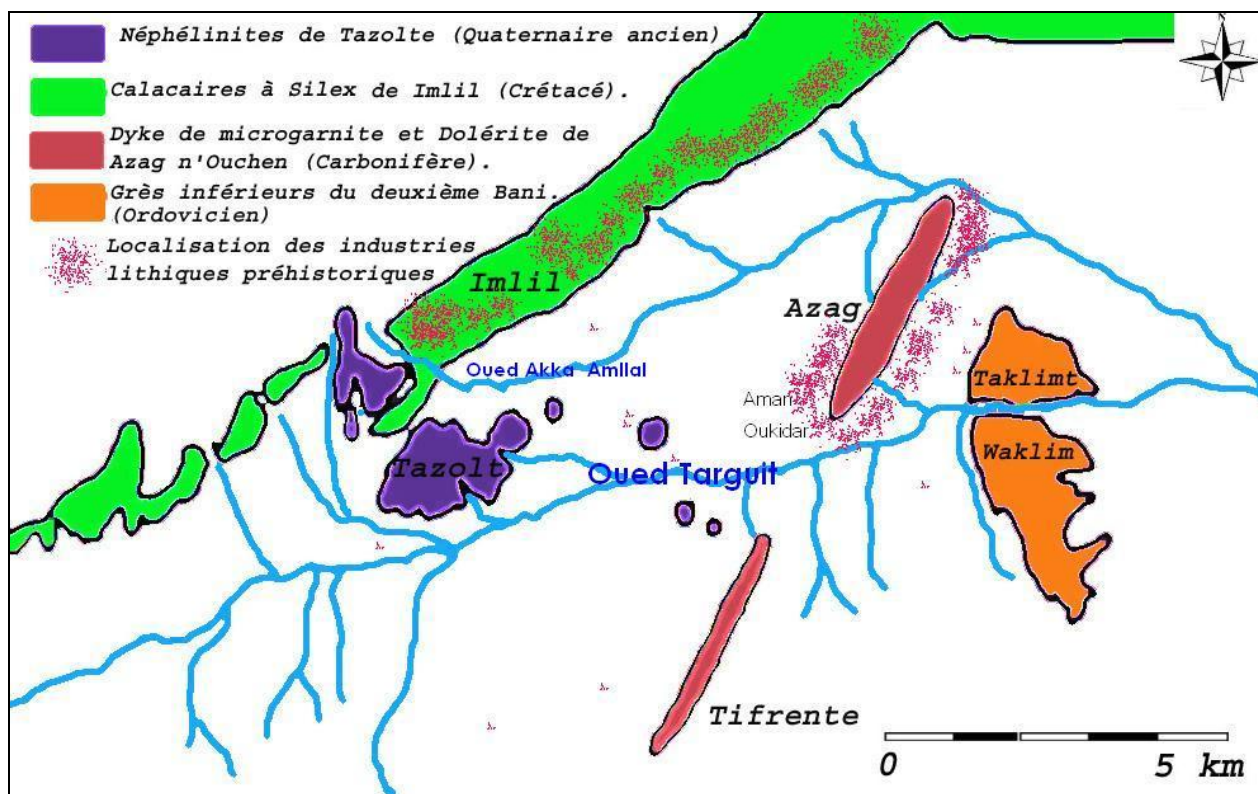 N
Néphélinites de Tazolte (Quaternaire ancien)
Calacaires à Silex de Imlil (Crétacé).
Dyke de microgarnite et Dolérite de
Azag n'Ouchen (Carbonifère).
Grès inférieurs du deuxième Bani.
(Ordovicien)
Localisation des industries
lithiques préhistoriques
Imlil
Azag
Oued Akka Amllal
Taklimt
Aman
Oukidar
Waklim
Tazolt
Oued Targuit
Tifrente
0 5 km